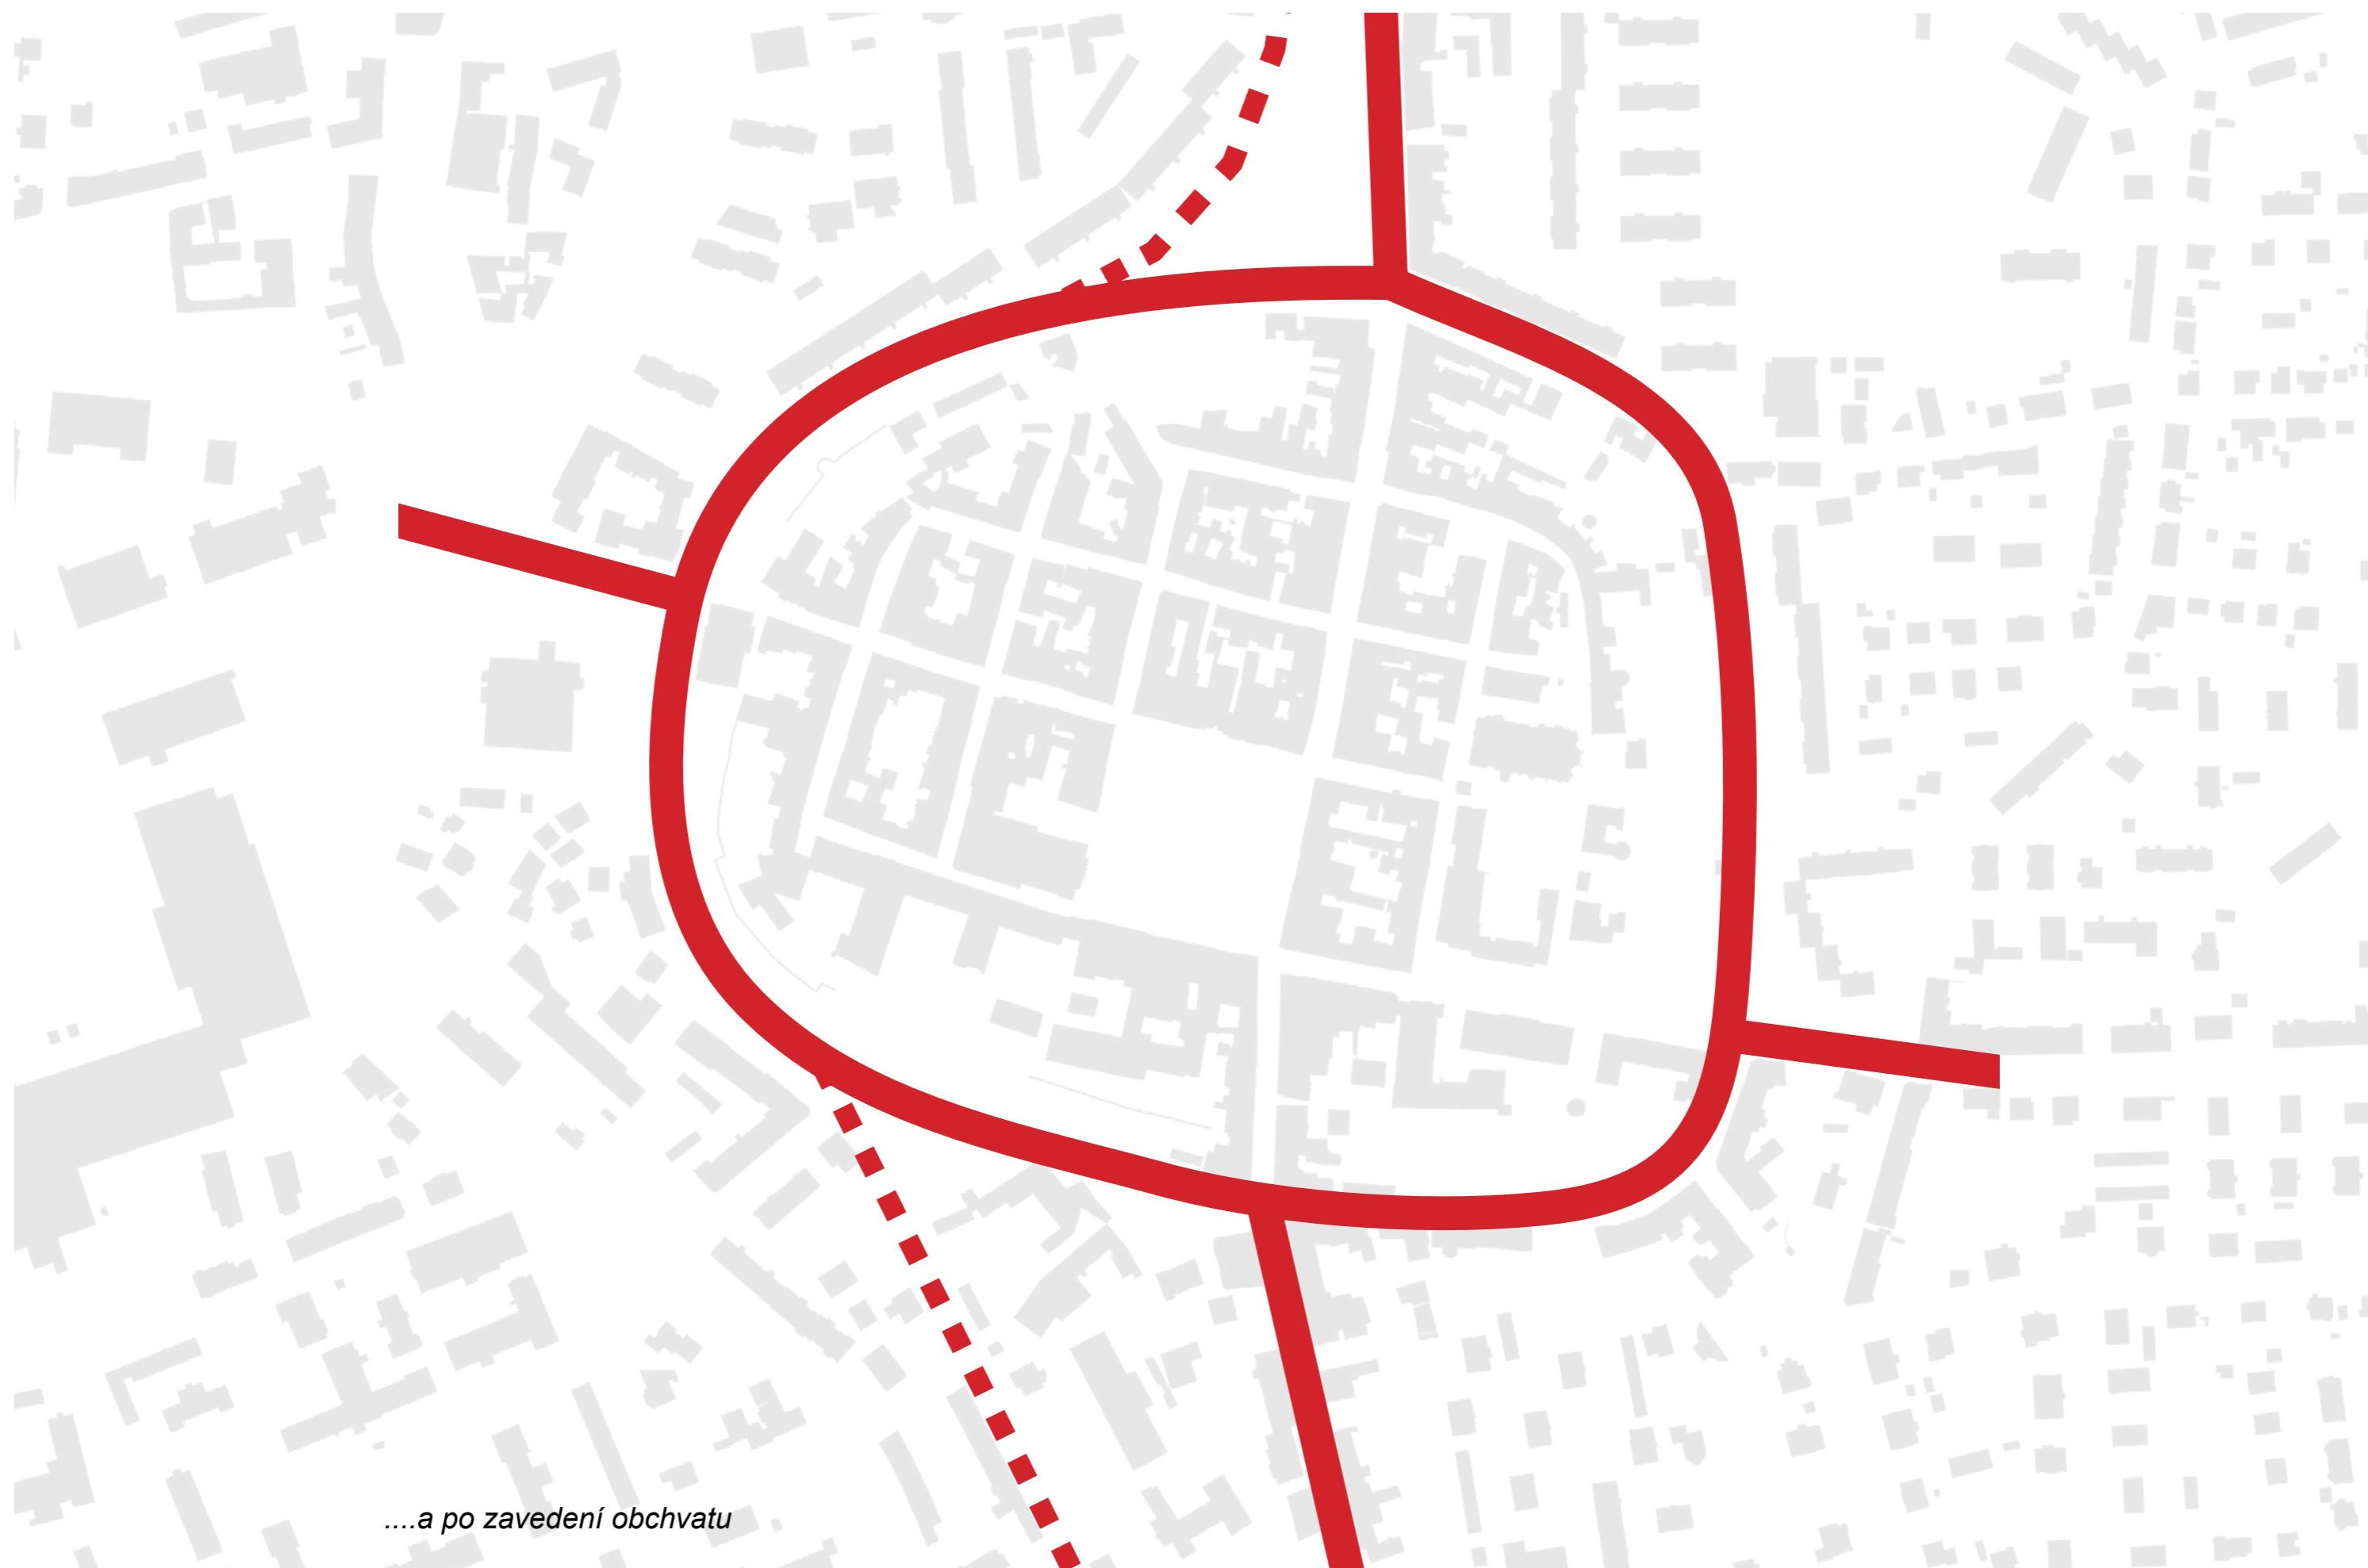 ....a po zavedení obchvatu